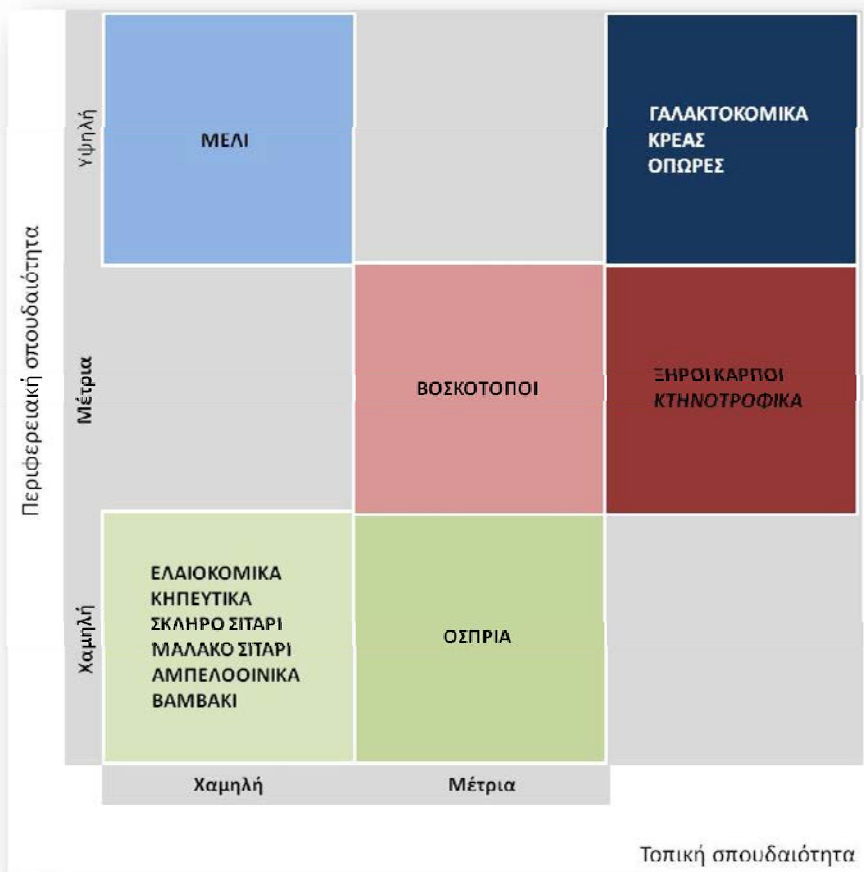 Περιφερειακή σπουδαιότητα
Υψηλή
ΜΕΛΙ
ΓΑΛΑΚΤΟΚΟΜΙΚΑ
ΚΡΕΑΣ
ΟΠΩΡΕΣ
Μέτρια
ΒΟΣΚΟΤΟΠΟΙ
ΞΗΡΟΙ ΚΑΡΠΟΙ
ΚΤΗΝΟΤΡΟΦΙΚΑ
Χαμηλή
ΕΛΑΙΟΚΟΜΙΚΑ
ΚΗΠΕΥΤΙΚΑ
ΣΚΛΗΡΟ ΣΙΤΑΡΙ
ΜΑΛΑΚΟ ΣΙΤΑΡΙ
ΑΜΠΕΛΟΟΙΝΙΚΑ
ΒΑΜΒΑΚΙ
ΟΣΠΡΙΑ
Χαμηλή
Μέτρια
Τοπική σπουδαιότητα